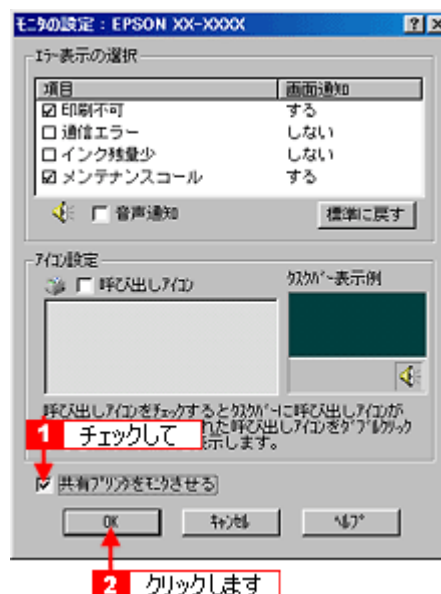 ﾓﾆﾀの設定：EPSON XX-XXXX
ｴﾗｰ表示の選択
項目 画面通知
印刷不可 する
通信エラー しない
インク残量少 しない
メンテナンスコール する
音声通知 標準に戻す
ｱｲｺﾝ設定
呼び出しｱｲｺﾝ ﾀｽｸﾊﾞｰ表示例
呼び出しｱｲｺﾝをﾁｪｯｸするとﾀｽｸﾊﾞｰに呼び出しｱｲｺﾝが
れた呼び出しｱｲｺﾝをﾀﾞﾌﾞﾙｸﾘｯｸ
示します。
1 チェックして
共有ﾌﾟﾘﾝﾀをﾓﾆﾀさせる
OK ｷｬﾝｾﾙ ﾍﾙﾌﾟ
2 クリックします